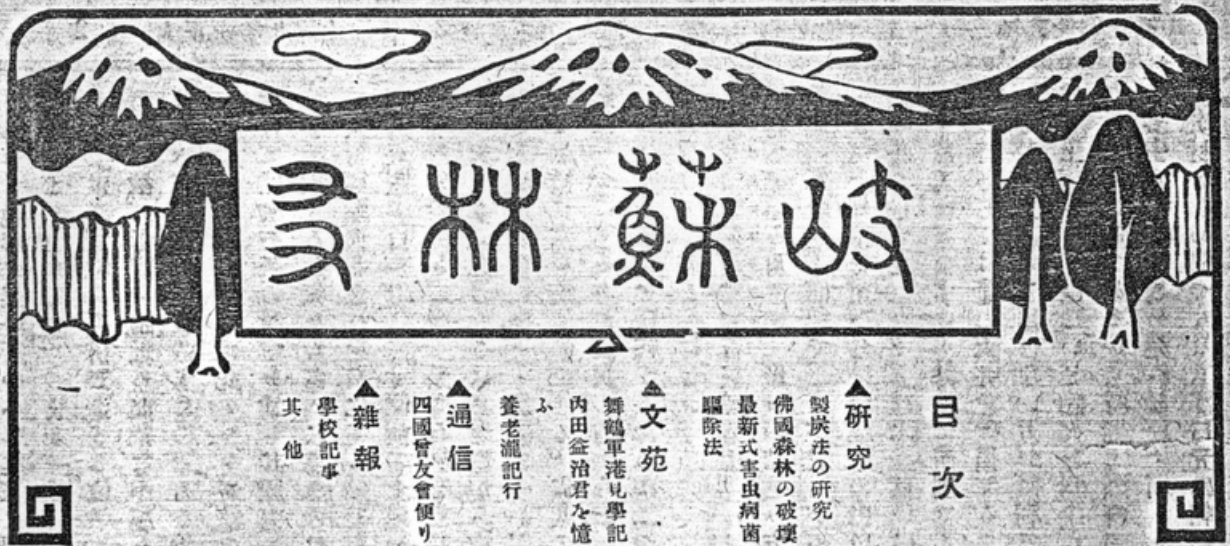 岐蘇林友
目次
▲研究
製炭法の研究
佛國森林の破壞
最新式害虫病菌
驅除法
▲文苑
舞鶴軍港見學記
內田益治君を憶
ふ
養老瀧記行
▲通信
四國曾友會便り
▲雜報
學校記事
其他